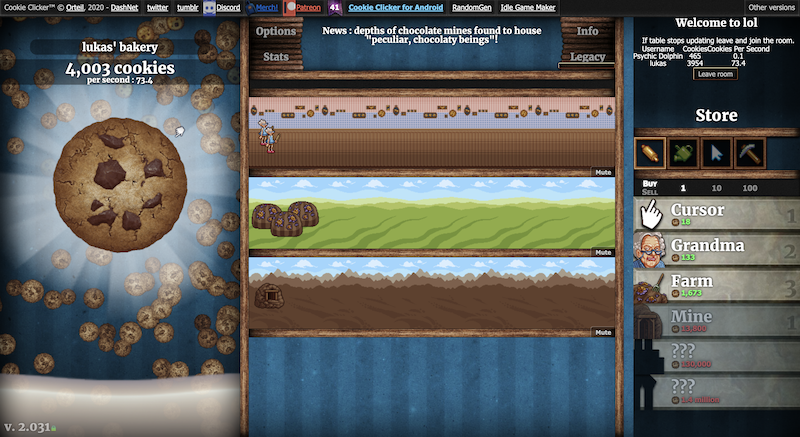 Cookie Clicker™ © Orteil, 2020 - DashNet
twitter
tumblr
Discord
Merch!
Patreon
41
Cookie Clicker for Android
RandomGen
Idle Game Maker
Other versions
lukas' bakery
4,003 cookies
per second : 73.4
v. 2.031
Options
Stats
News : depths of chocolate mines found to house
"peculiar, chocolaty beings"!
Info
Legacy
Mute
Mute
Mute
Welcome to lol
If table stops updating leave and join the room.
Username CookiesCookies Per Second
Psychic Dolphin 465 0.1
lukas 3954 73.4
Leave room
Store
BUY
SELL
1 10 100
Cursor 1
18
Grandma 2
133
Farm 3
1,673
Mine 1
???
???